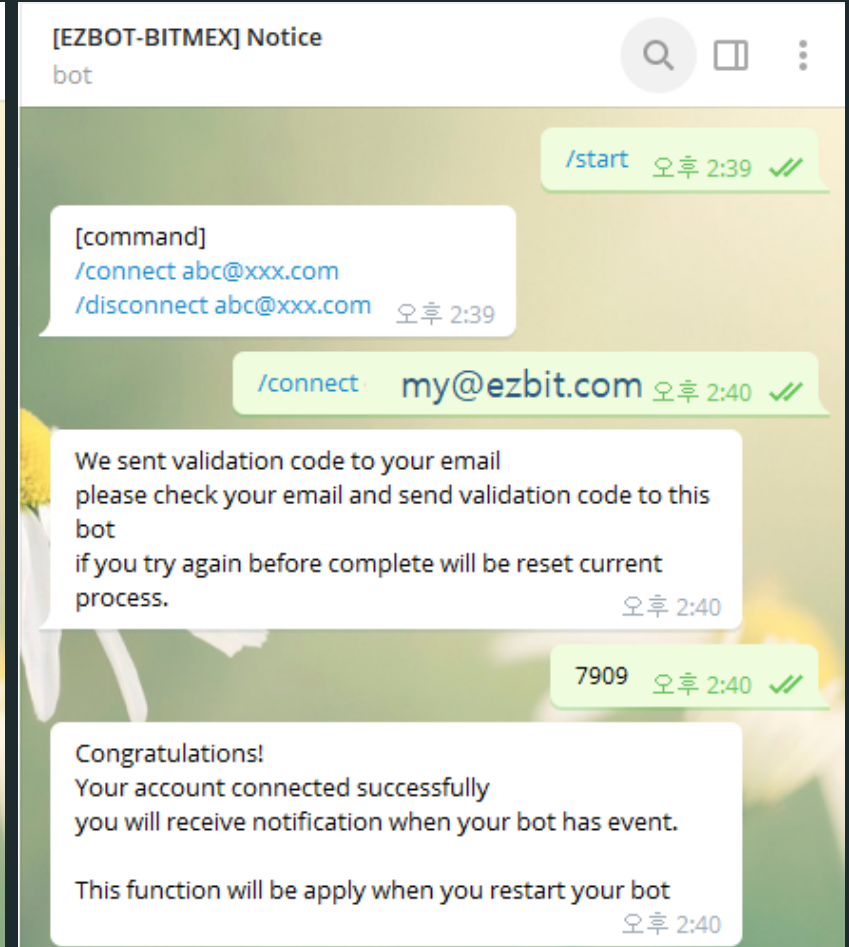 [EZBOT-BITMEX] Notice
bot
/start 오후 2:39
[command]
/connect abc@xxx.com
/disconnect abc@xxx.com 오후 2:39
/connect my@ezbit.com 오후 2:40
We sent validation code to your email
please check your email and send validation code to this
bot
if you try again before complete will be reset current
process. 오후 2:40
7909 오후 2:40
Congratulations!
Your account connected successfully
you will receive notification when your bot has event.
This function will be apply when you restart your bot
오후 2:40